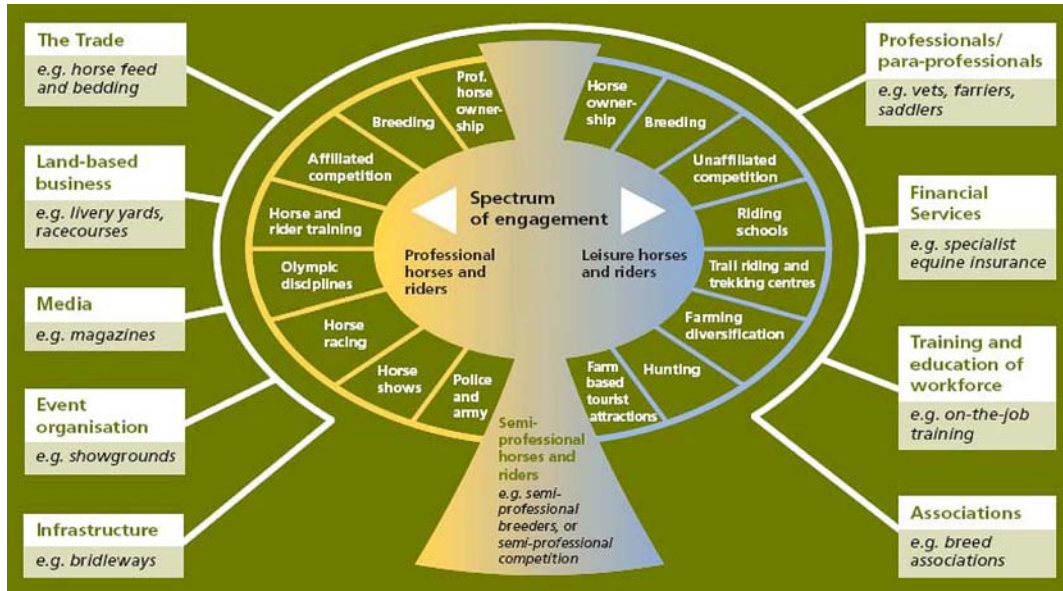 The Trade
e.g. horse feed
and bedding
Land-based
business
e.g. livery yards,
racecourses
Media
e.g. magazines
Event
organisation
e.g. showgrounds
Infrastructure
e.g. bridleways
Prof.
horse
owner-
ship
Breeding
Affiliated
competition
Horse and
rider training
Olympic
disciplines
Horse
racing
Horse
shows
Police
and
army
Spectrum
of engagement
Professional
horses and
riders
Leisure horses
and riders
Semi-
professional
horses and
riders
e.g. semi-
professional
breeders, or
semi-professional
competition
Horse
owner-
ship
Breeding
Unaffiliated
competition
Riding
schools
Trail riding and
trekking centres
Farming
diversification
Hunting
Farm
based
tourist
attractions
Professionals/
para-professionals
e.g. vets, farriers,
saddlers
Financial
Services
e.g. specialist
equine insurance
Training and
education of
workforce
e.g. on-the-job
training
Associations
e.g. breed
associations